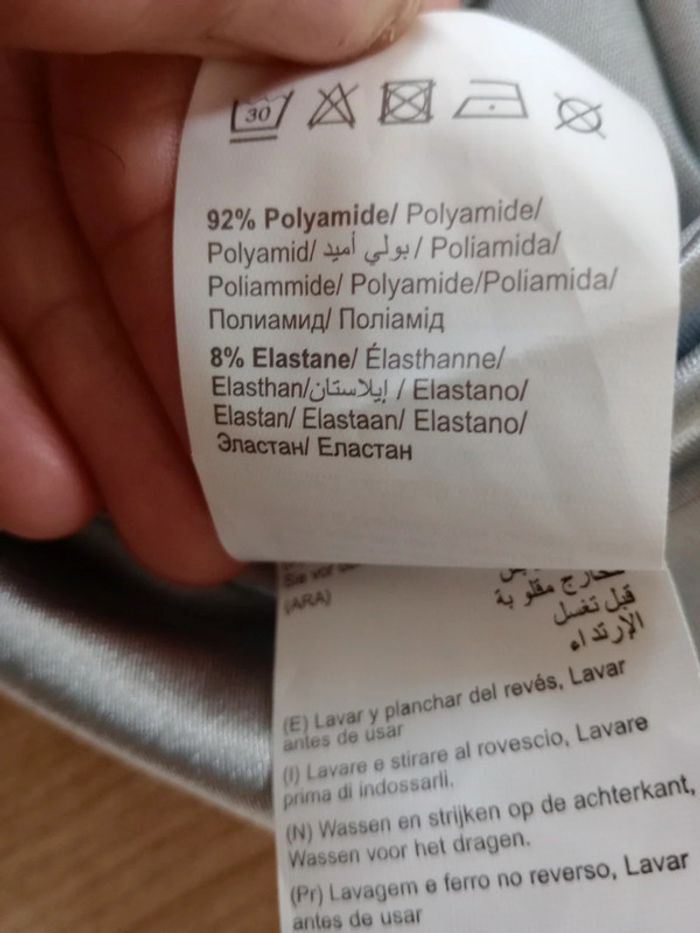 30
92% Polyamide/ Polyamide/
Polyamid/ بولي أميد / Poliamida/
Poliammide/ Polyamide/Poliamida/
Полиамид/ Поліамід
8% Elastane/ Élasthanne/
Elasthan/إيلاستان / Elastano/
Elastan/ Elastaan/ Elastano/
Эластан/ Еластан
Sie vor
(ARA)
مقلوبة
قبل تغسل
الإرتداء
(E) Lavar y planchar del revés, Lavar
antes de usar
(I) Lavare e stirare al rovescio, Lavare
prima di indossarli.
(N) Wassen en strijken op de achterkant,
Wassen voor het dragen.
(Pr) Lavagem e ferro no reverso, Lavar
antes de usar